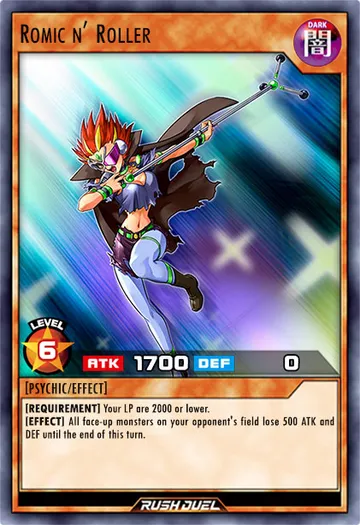 ROMIC N' ROLLER
DARK
闇
LEVEL
6
ATK 1700 DEF 0
[PSYCHIC/EFFECT]
[REQUIREMENT] Your LP are 2000 or lower.
[EFFECT] All face-up monsters on your opponent's field lose 500 ATK and
DEF until the end of this turn.
RUSH DUEL